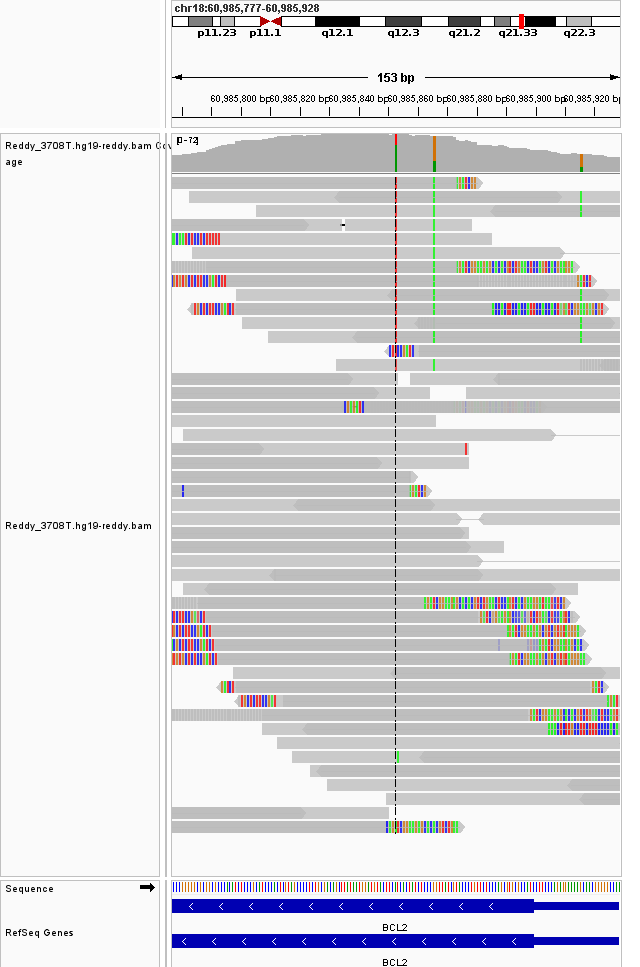 chr18:60,985,777-60,985,928
p11.23 p11.1 q12.1 q12.3 q21.2 q21.33 q22.3
153 bp
60,985,800 bp 60,985,820 bp 60,985,840 bp 60,985,860 bp 60,985,880 bp 60,985,900 bp 60,985,920 bp
Reddy_3708T.hg19-reddy.bam Cov
age
[0-72]
Reddy_3708T.hg19-reddy.bam
Sequence
BCL2
RefSeq Genes
BCL2